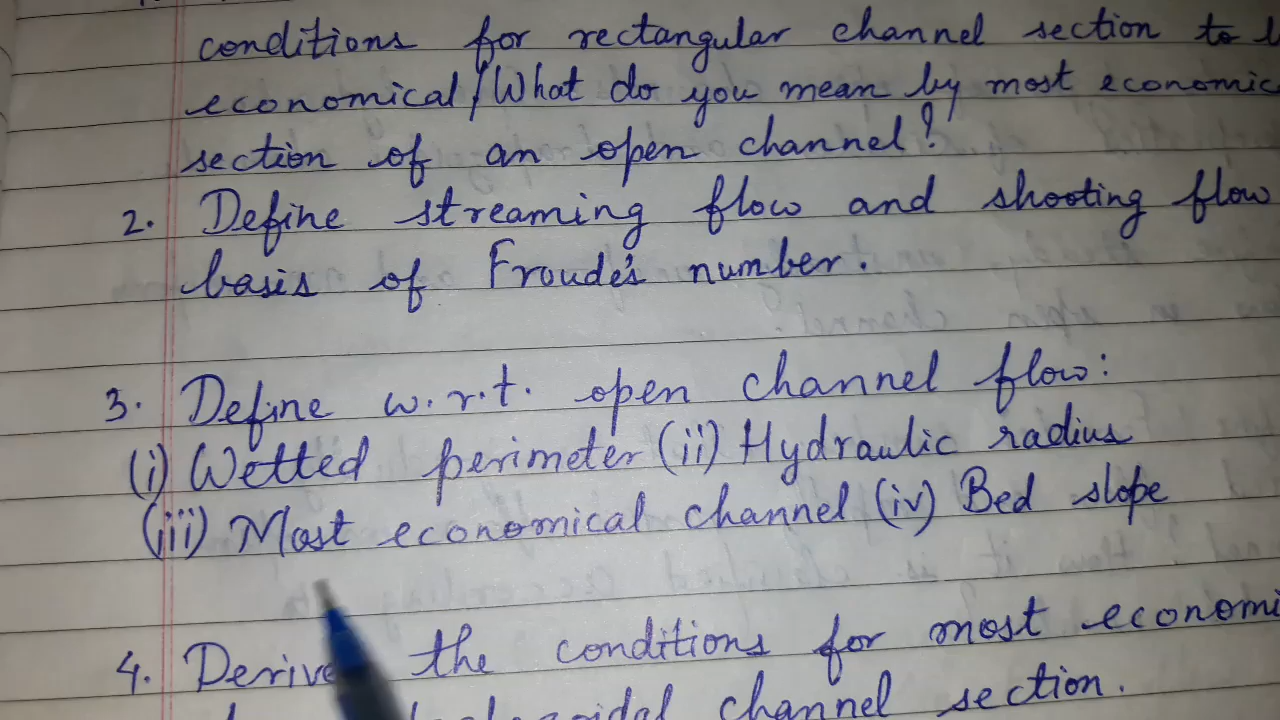 conditions for rectangular channel section to
economical/What do you mean by most economic
section of an open channel?
2. Define streaming flow and shooting flow
basis of Froude's number.
3. Define w.r.t. open channel flow:
(i) Wetted perimeter (ii) Hydraulic radius
(iii) Most economical channel (iv) Bed slope
4. Derive the conditions for most economi
channel section.